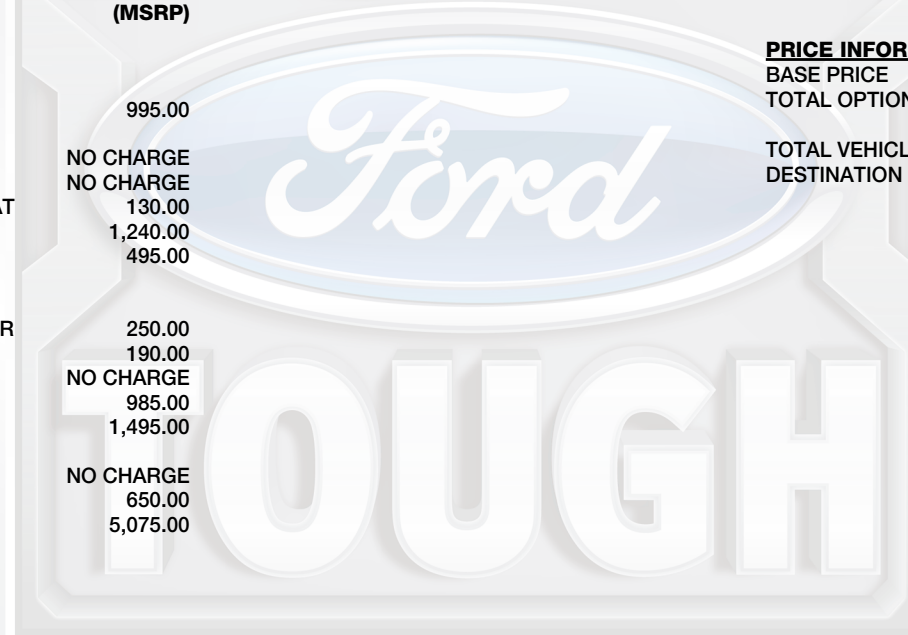 (MSRP)
PRICE INFOR
BASE PRICE
995.00
TOTAL OPTION
NO CHARGE
TOTAL VEHICL
NO CHARGE
DESTINATION
AT
130.00
1,240.00
495.00
R
250.00
190.00
NO CHARGE
985.00
1,495.00
NO CHARGE
650.00
5,075.00
Ford
TOUGH